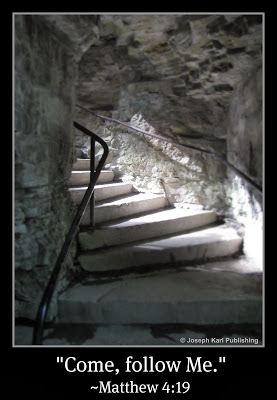 © Joseph Karl Publishing
"Come, follow Me."
~Matthew 4:19